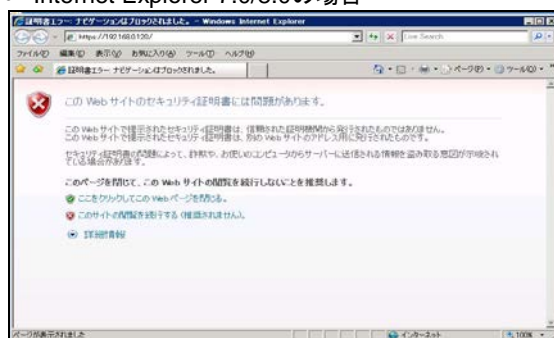 Internet Explorer 7.0/8.0の場合
証明書エラー: ナビゲーションはブロックされました。 - Windows Internet Explorer
https://192.168.0.120/
Live Search
ファイル(F) 編集(E) 表示(V) お気に入り(A) ツール(T) ヘルプ(H)
証明書エラー: ナビゲーションはブロックされました。
ページ(P) ツール(O)
この Web サイトのセキュリティ証明書には問題があります。
この Web サイトで提示されたセキュリティ証明書は、信頼された証明機関から発行されたものではありません。
この Web サイトで提示されたセキュリティ証明書は、別の Web サイトのアドレス用に発行されたものです。
セキュリティ証明書の問題によって、詐欺や、お使いのコンピュータからサーバーに送信される情報を盗み取る意図が示唆され
ている場合があります。
このページを閉じて、この Web サイトの閲覧を続行しないことを推奨します。
ここをクリックしてこの Web ページを閉じる。
このサイトの閲覧を続行する (推奨されません)。
詳細情報
ページが表示されました
インターネット
100%